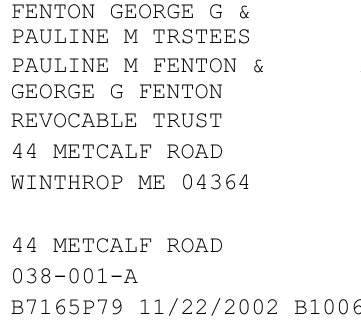 FENTON GEORGE G &
PAULINE M TRSTEES
PAULINE M FENTON &
GEORGE G FENTON
REVOCABLE TRUST
44 METCALF ROAD
WINTHROP ME 04364
44 METCALF ROAD
038-001-A
B7165P79 11/22/2002 B1006